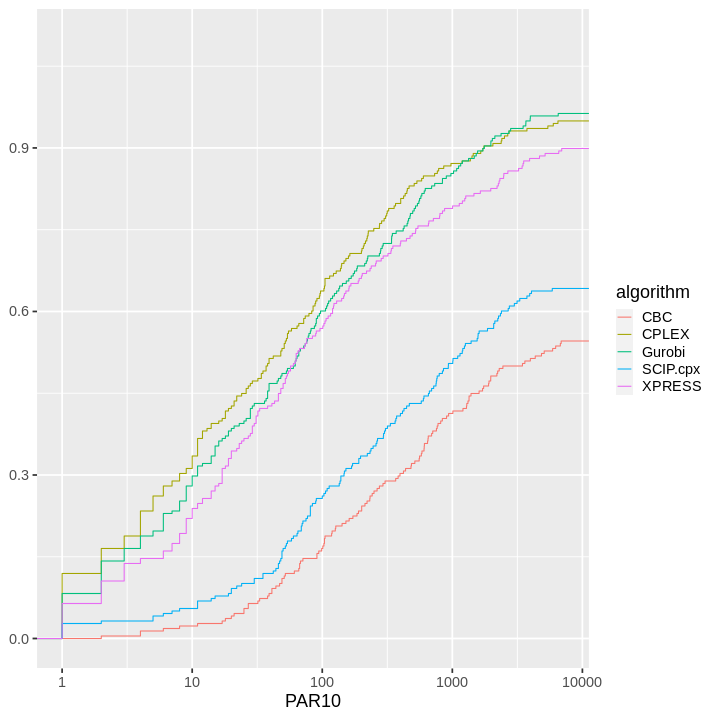 0.9
0.6
0.3
0.0
1 10 100 1000 10000
PAR10
algorithm
CBC
CPLEX
Gurobi
SCIP.cpx
XPRESS